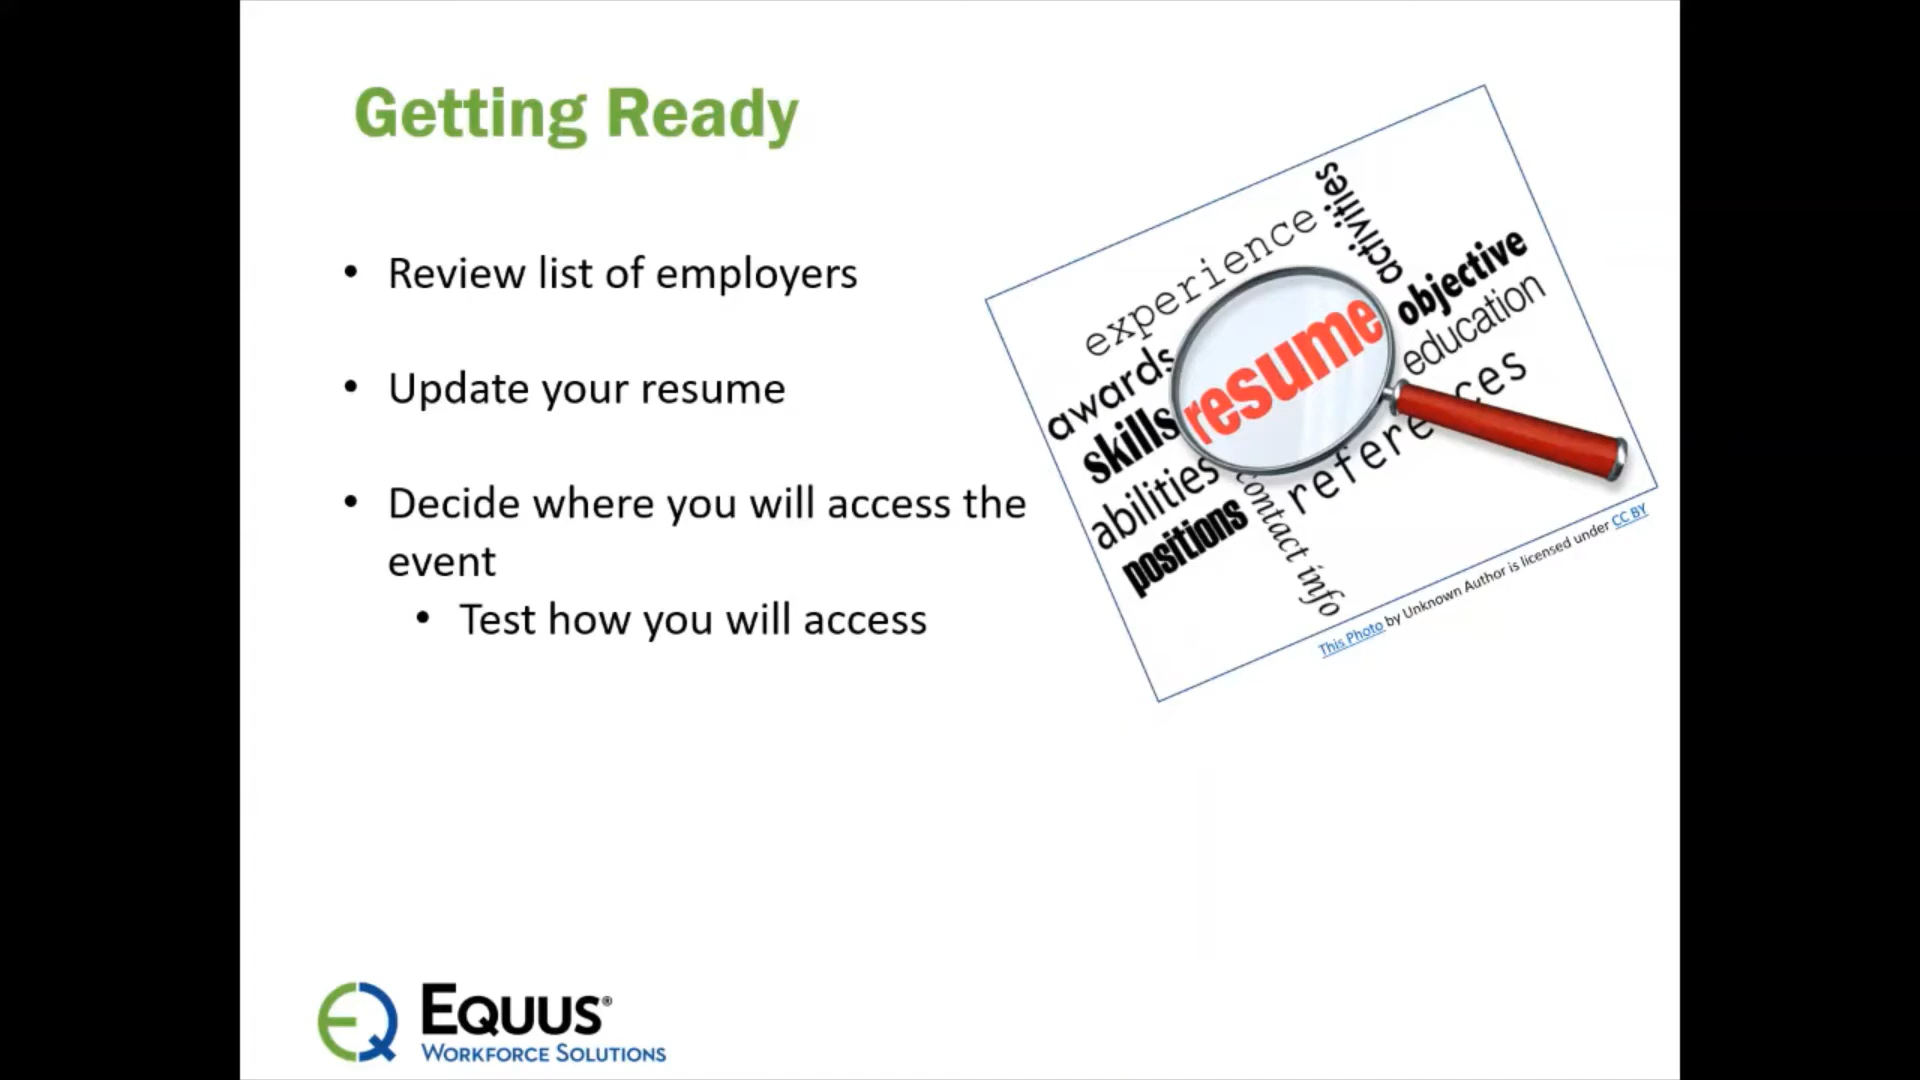 Getting Ready
• Review list of employers
• Update your resume
• Decide where you will access the
event
• Test how you will access
experience
activities
objective
education
awards
skills
resume
abilities
references
positions
contact info
This Photo by Unknown Author is licensed under CC BY
EQ EQUUS®
WORKFORCE SOLUTIONS